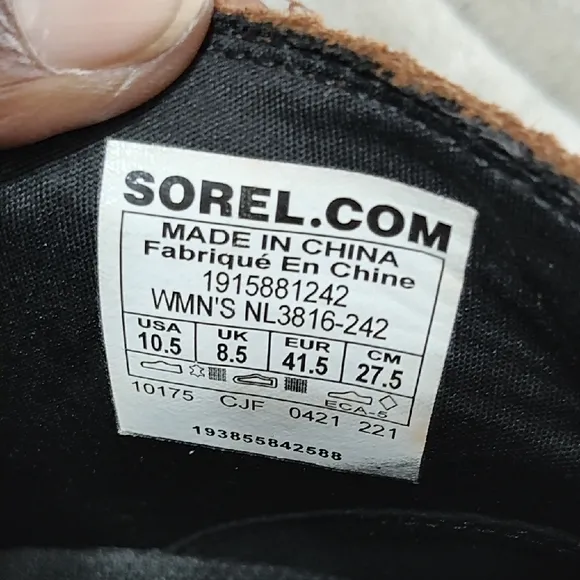 SOREL.COM
MADE IN CHINA
Fabriqué En Chine
1915881242
WMN'S NL3816-242
USA UK EUR CM
10.5 8.5 41.5 27.5
ECA-5
10175 CJF 0421 221
193855842588